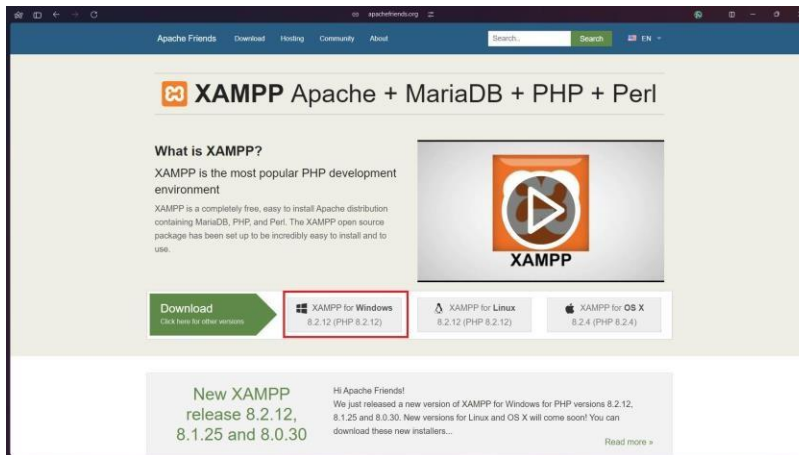 apachefriends.org
Apache Friends Download Hosting Community About Search.. Search EN
XAMPP Apache + MariaDB + PHP + Perl
What is XAMPP?
XAMPP is the most popular PHP development
environment
XAMPP is a completely free, easy to install Apache distribution
containing MariaDB, PHP, and Perl. The XAMPP open source
package has been set up to be incredibly easy to install and to
use.
XAMPP
Download
Click here for other versions
XAMPP for Windows
8.2.12 (PHP 8.2.12)
XAMPP for Linux
8.2.12 (PHP 8.2.12)
XAMPP for OS X
8.2.4 (PHP 8.2.4)
New XAMPP
release 8.2.12,
8.1.25 and 8.0.30
Hi Apache Friends!
We just released a new version of XAMPP for Windows for PHP versions 8.2.12,
8.1.25 and 8.0.30. New versions for Linux and OS X will come soon! You can
download these new installers...
Read more »